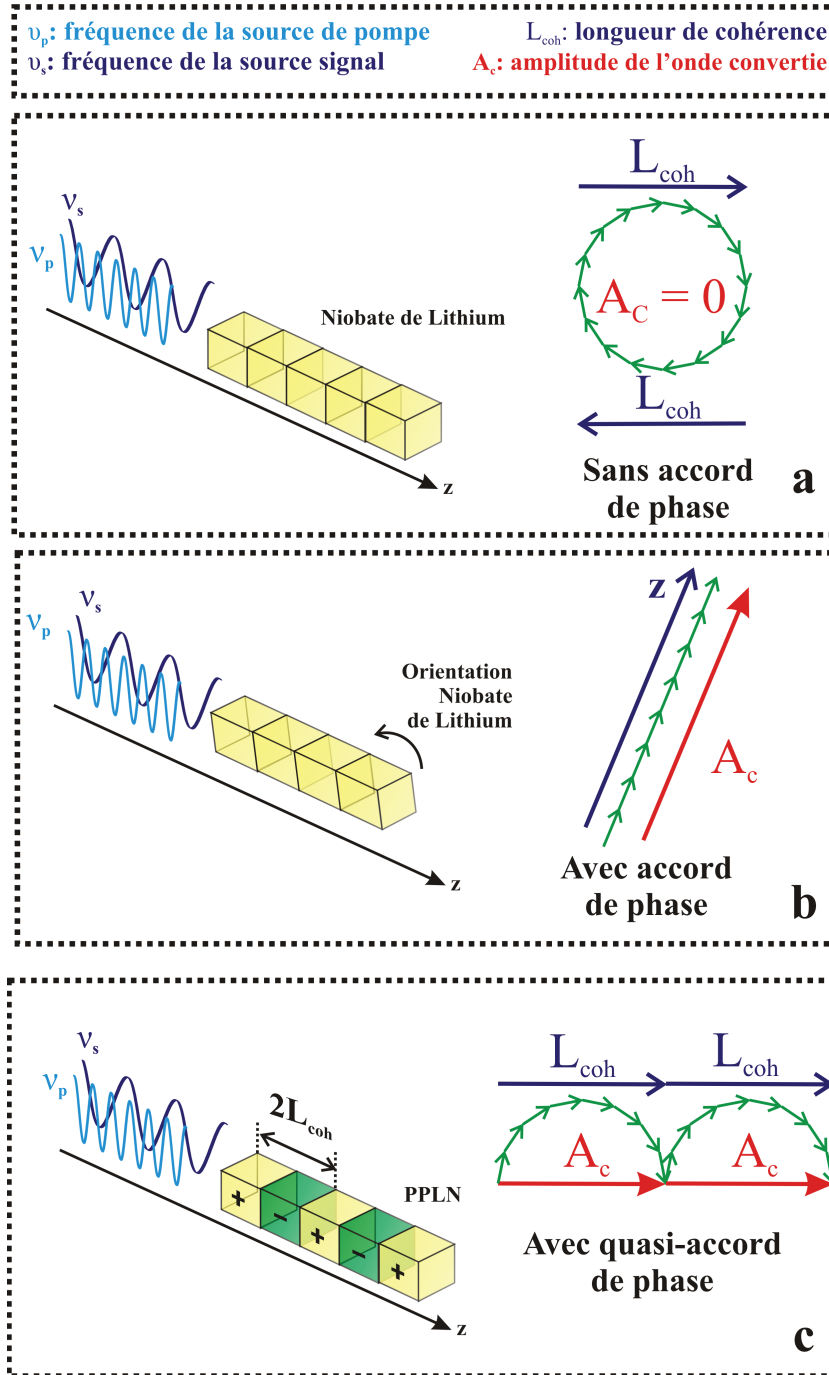 υp: fréquence de la source de pompe
Lcoh: longueur de cohérence
υs: fréquence de la source signal
Ac: amplitude de l'onde convertie
νs
νp
Niobate de Lithium
z
Lcoh
AC = 0
Lcoh
Sans accord
de phase
a
νs
νp
Orientation
Niobate
de Lithium
z
z
Ac
Avec accord
de phase
b
νs
νp
2Lcoh
PPLN
+
-
+
-
+
z
Lcoh
Lcoh
Ac
Ac
Avec quasi-accord
de phase
c